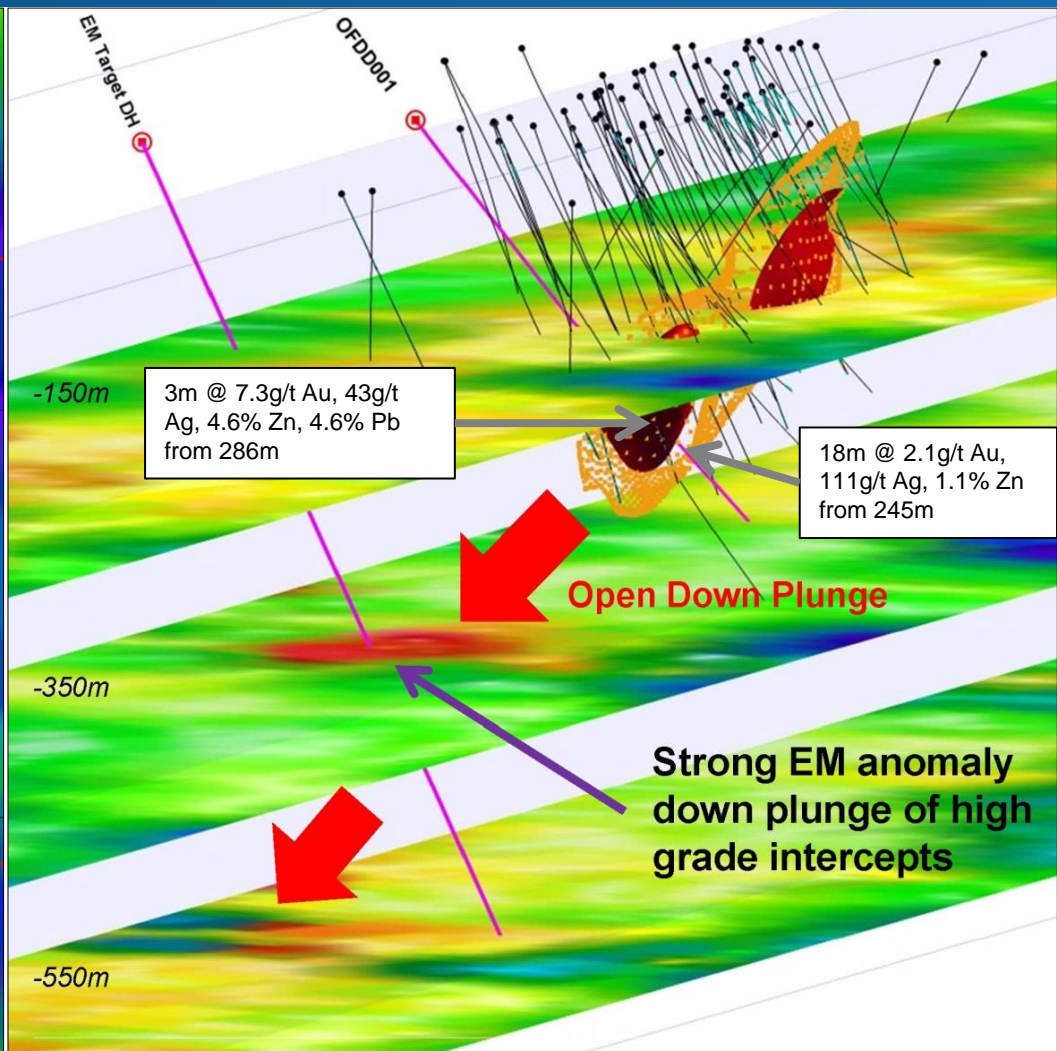 EM Target DH
OFDD001
-150m
3m @ 7.3g/t Au, 43g/t
Ag, 4.6% Zn, 4.6% Pb
from 286m
18m @ 2.1g/t Au,
111g/t Ag, 1.1% Zn
from 245m
Open Down Plunge
-350m
Strong EM anomaly
down plunge of high
grade intercepts
-550m